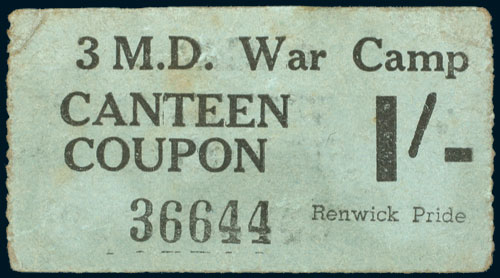 3 M.D. War Camp
CANTEEN
COUPON
1/-
36644
Renwick Pride